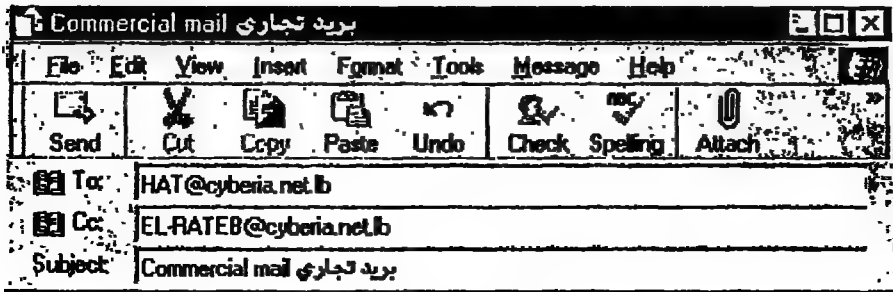 Commercial mail بريد تجاري
File Edit View Insert Format Tools Message Help
Send Cut Copy Paste Undo Check Spelling Attach »
To: HAT@cyberia.net.lb
Cc: EL-RATEB@cyberia.net.lb
Subject: Commercial mail بريد تجاري